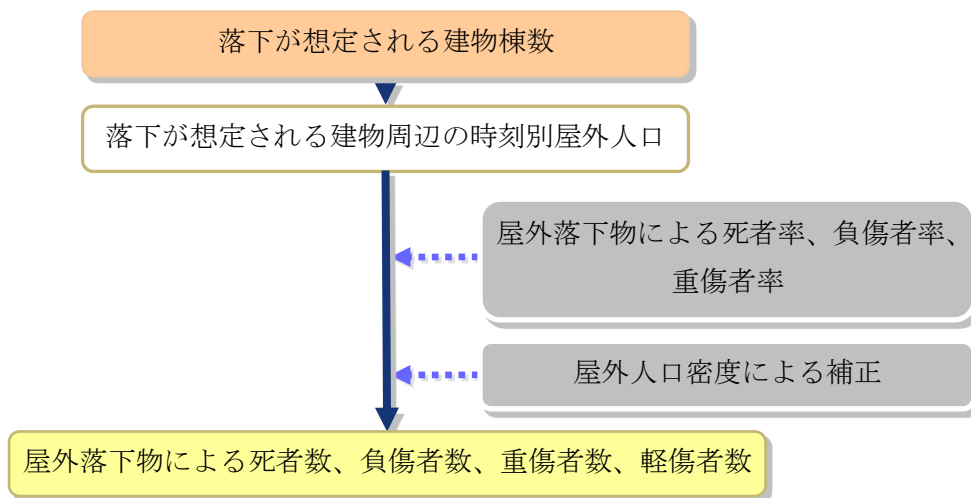 落下が想定される建物棟数
落下が想定される建物周辺の時刻別屋外人口
屋外落下物による死者率、負傷者率、
重傷者率
屋外人口密度による補正
屋外落下物による死者数、負傷者数、重傷者数、軽傷者数